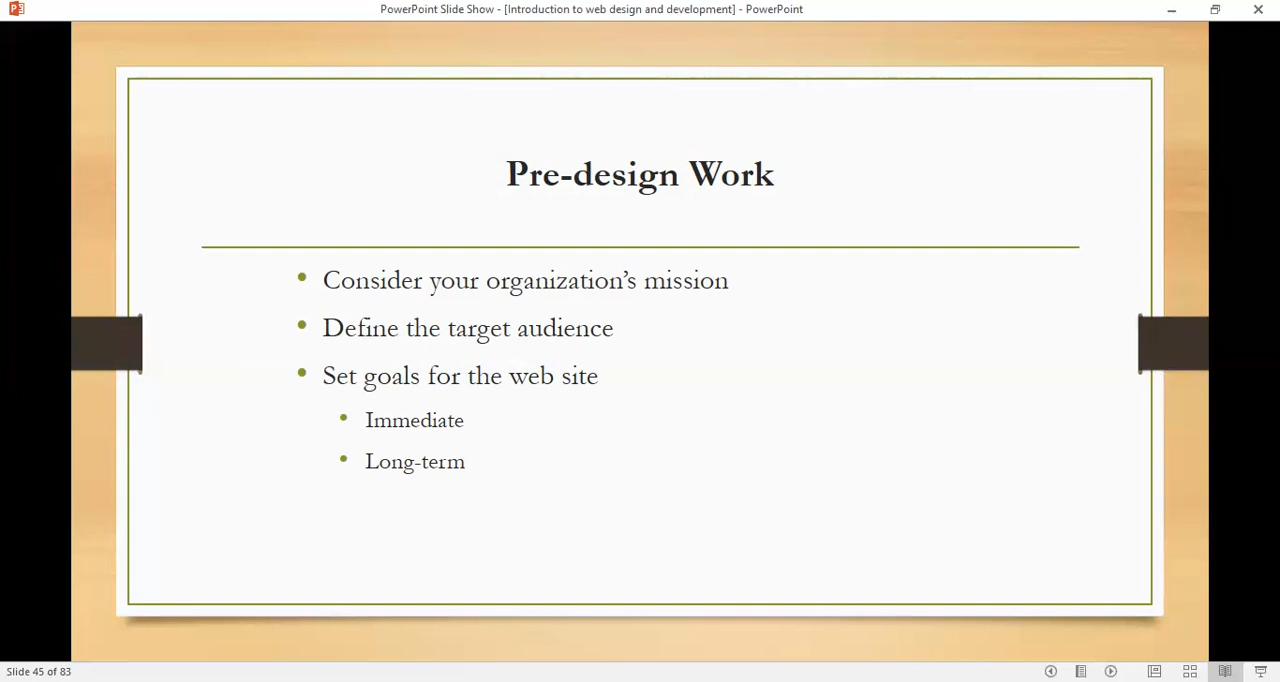 PowerPoint Slide Show - [Introduction to web design and development] - PowerPoint
Pre-design Work
• Consider your organization’s mission
• Define the target audience
• Set goals for the web site
• Immediate
• Long-term
Slide 45 of 83